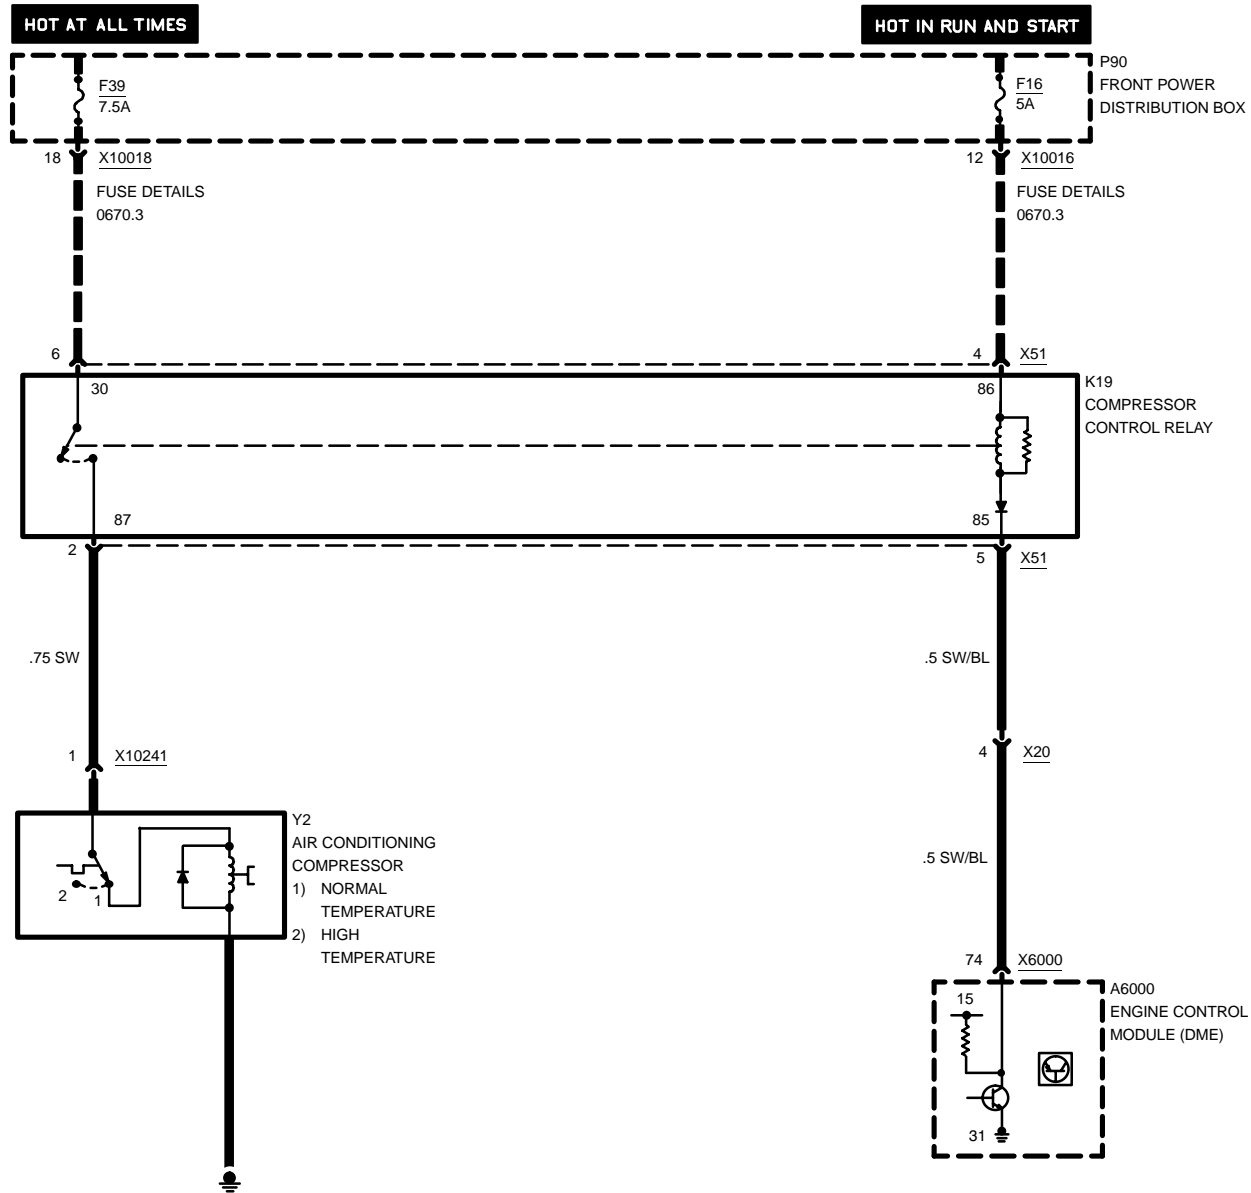 HOT AT ALL TIMES
HOT IN RUN AND START
P90
FRONT POWER
DISTRIBUTION BOX
F39
7.5A
F16
5A
18 X10018
12 X10016
FUSE DETAILS
0670.3
FUSE DETAILS
0670.3
6
4 X51
30
86
K19
COMPRESSOR
CONTROL RELAY
87
85
2
5 X51
.75 SW
.5 SW/BL
1 X10241
4 X20
Y2
AIR CONDITIONING
COMPRESSOR
1) NORMAL
TEMPERATURE
2) HIGH
TEMPERATURE
2
1
.5 SW/BL
74 X6000
A6000
ENGINE CONTROL
MODULE (DME)
15
31